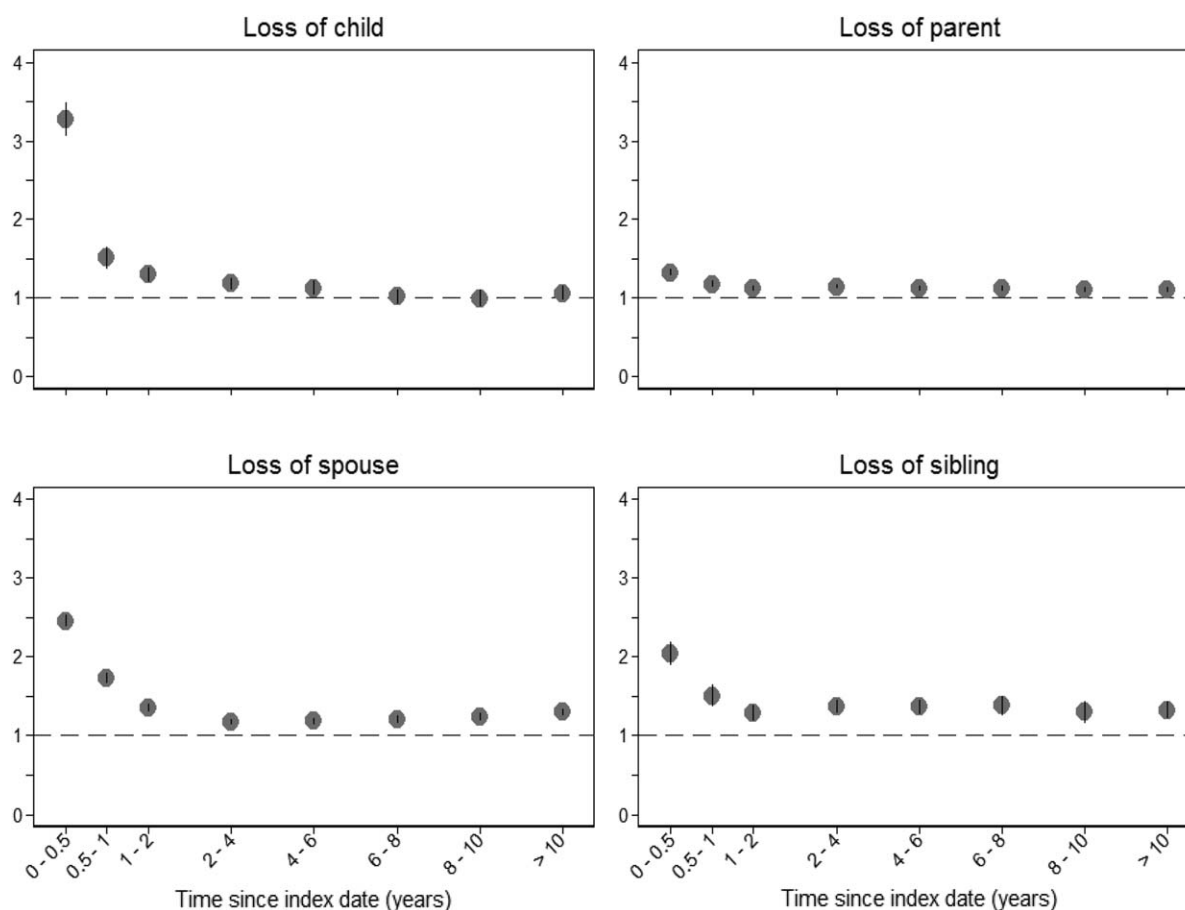 Loss of child
4
3
2
1
0
Loss of parent
4
3
2
1
0
Loss of spouse
4
3
2
1
0
0 - 0.5
0.5 - 1
1 - 2
2 - 4
4 - 6
6 - 8
8 - 10
> 10
Time since index date (years)
Loss of sibling
4
3
2
1
0
0 - 0.5
0.5 - 1
1 - 2
2 - 4
4 - 6
6 - 8
8 - 10
> 10
Time since index date (years)